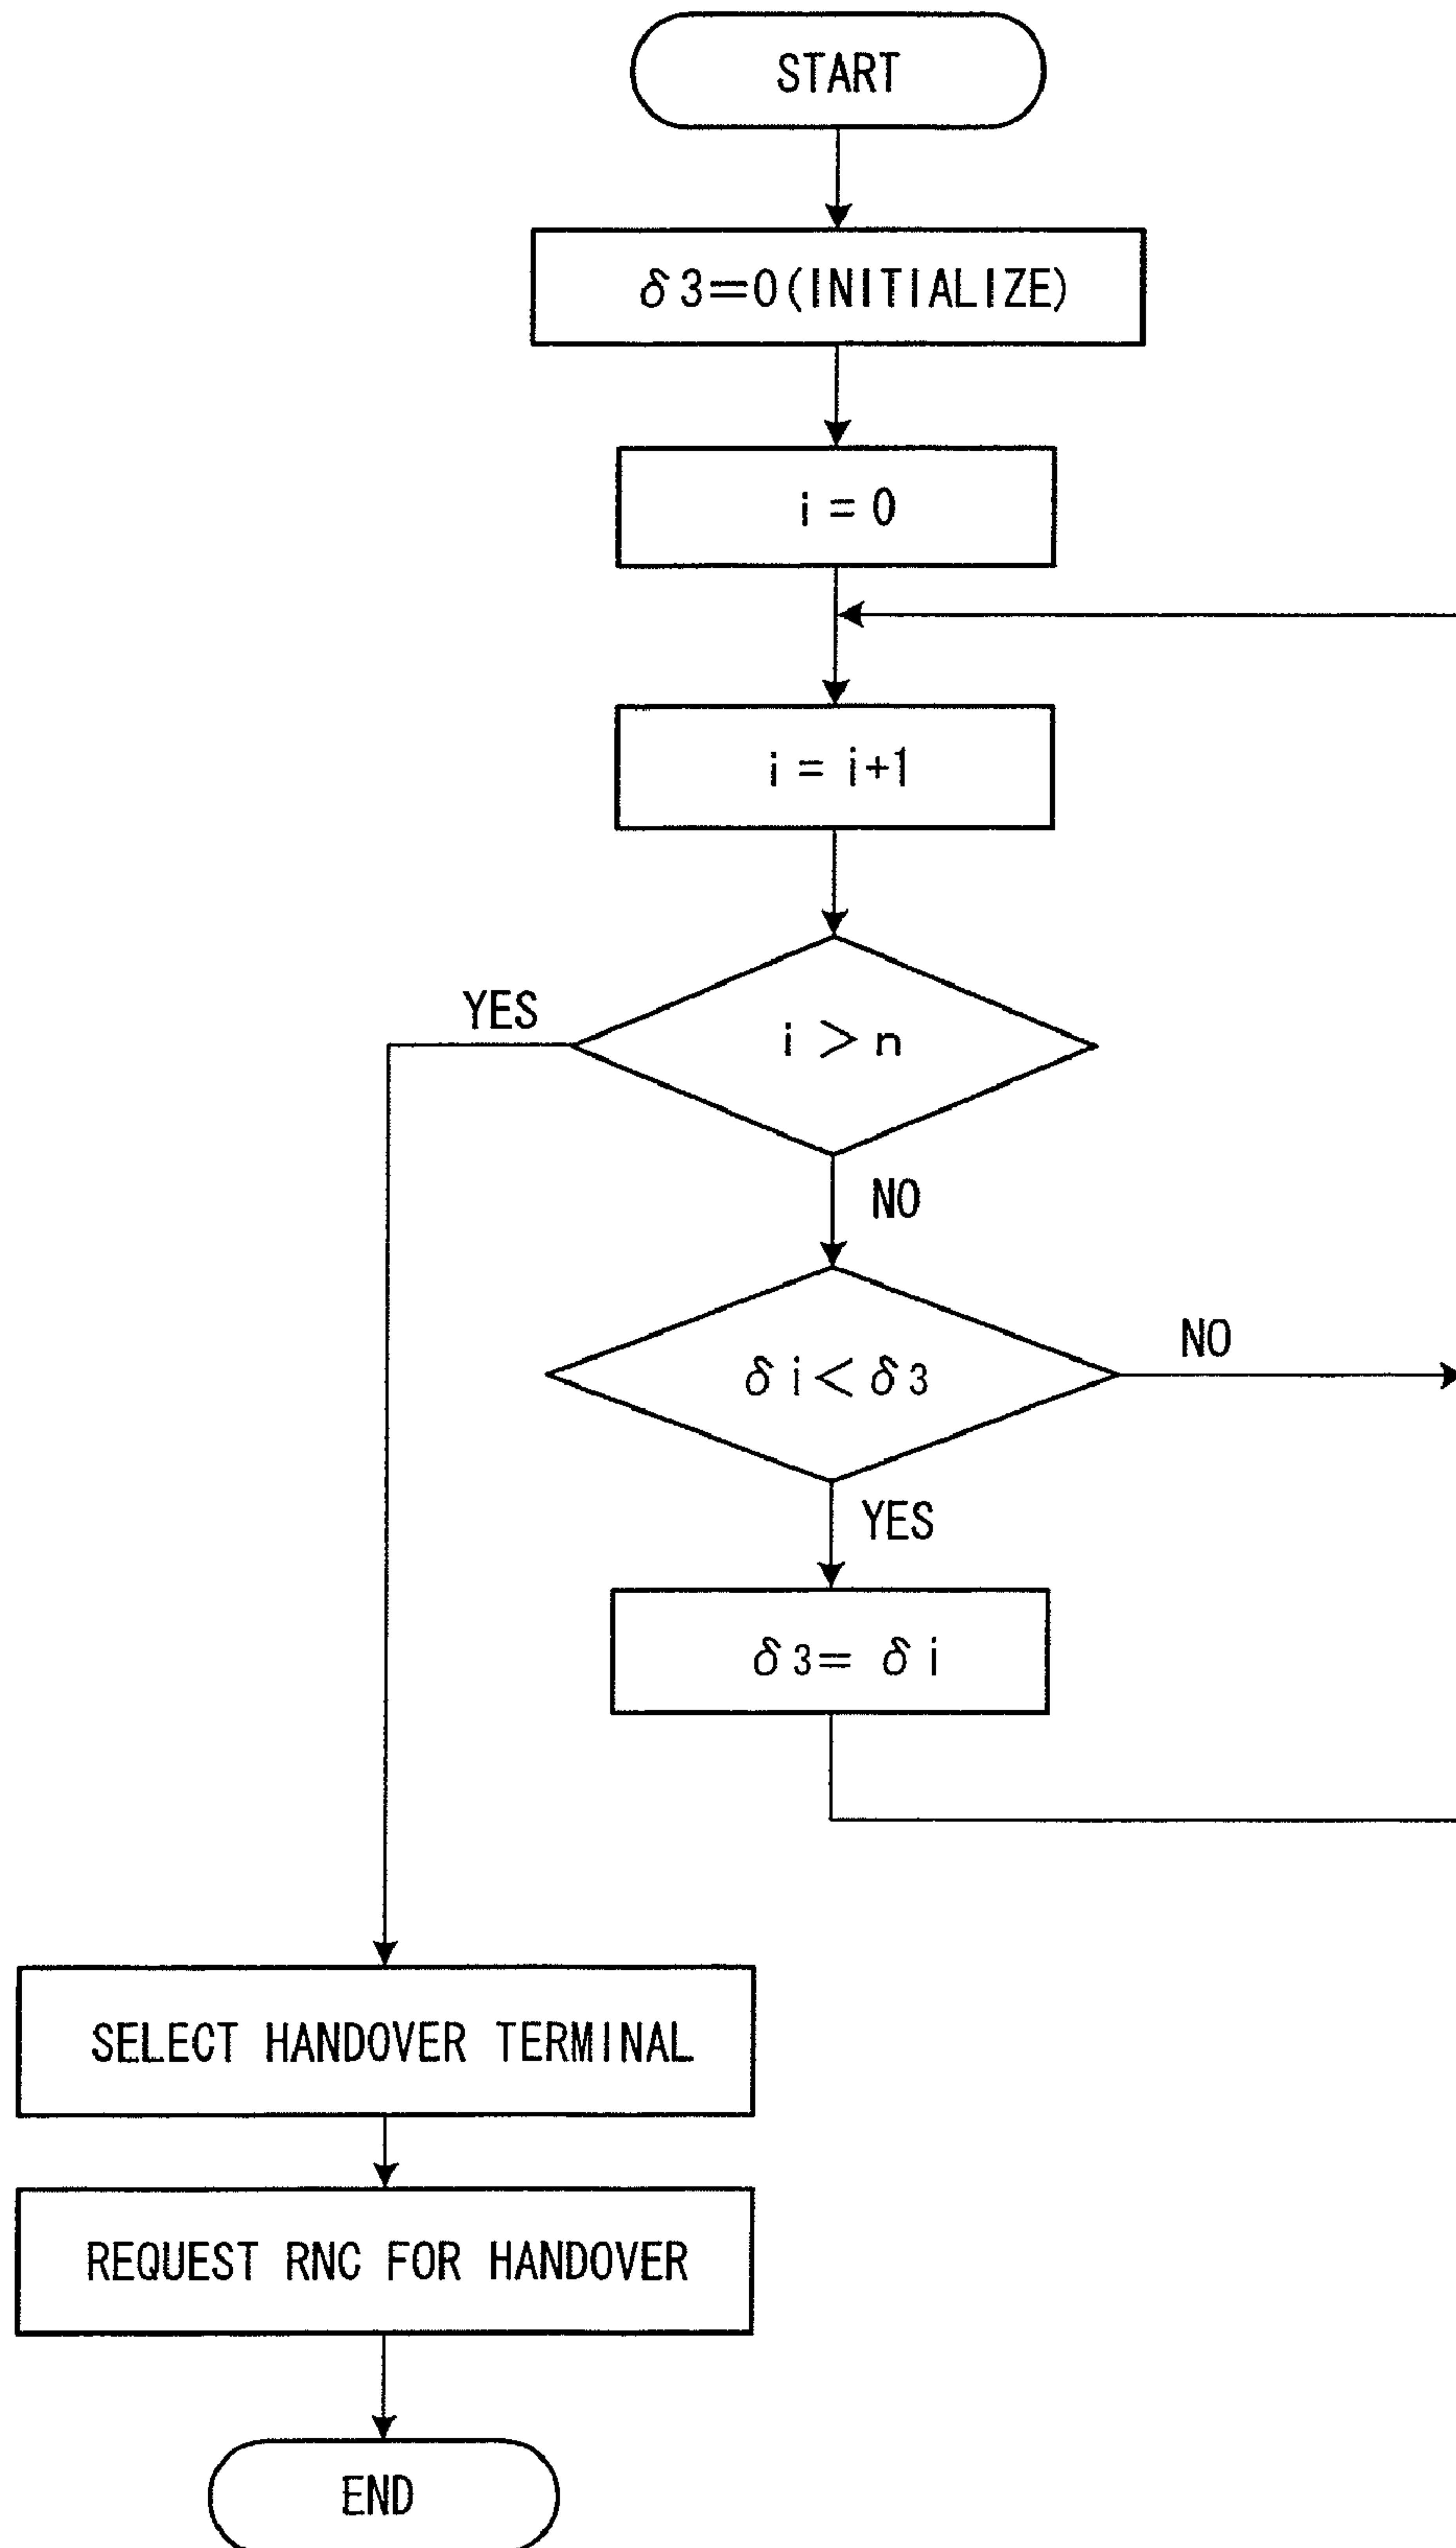 START
δ3=0(INITIALIZE)
i = 0
i = i+1
YES
i > n
NO
δi<δ3
NO
YES
δ3= δi
SELECT HANDOVER TERMINAL
REQUEST RNC FOR HANDOVER
END